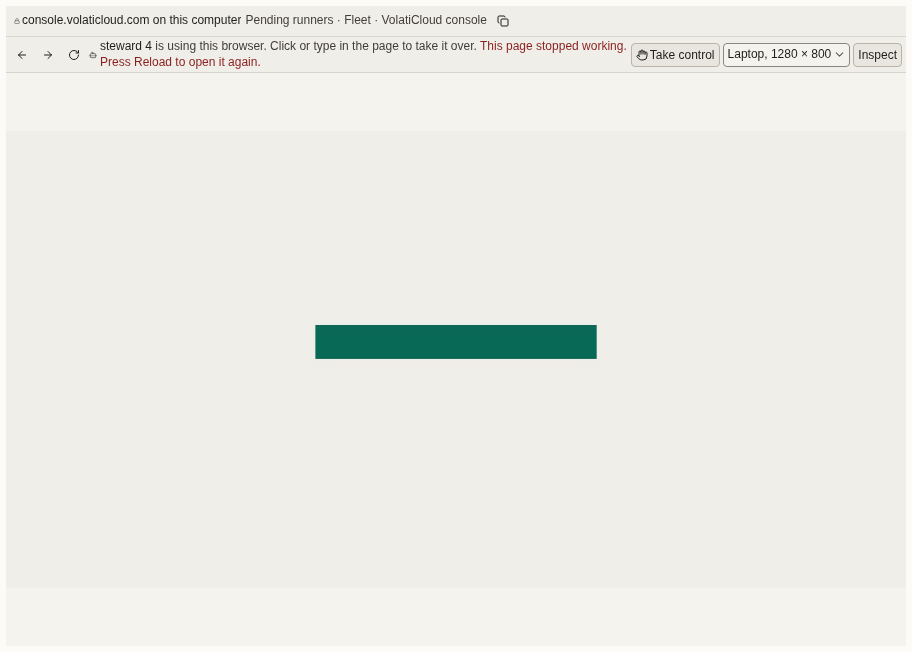 console.volaticloud.com on this computer Pending runners · Fleet · VolatiCloud console
steward 4 is using this browser. Click or type in the page to take it over. This page stopped working.
Press Reload to open it again.
Take control
Laptop, 1280 × 800
Inspect